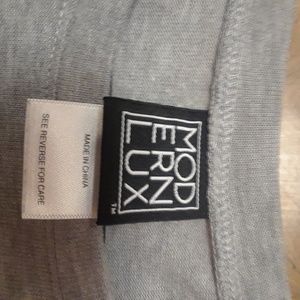 MOD
ERN
LUX
TM
MADE IN CHINA
SEE REVERSE FOR CARE